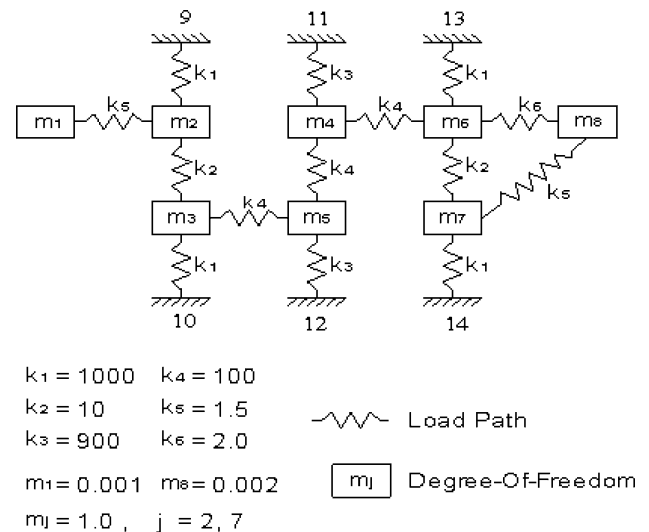 9 11 13
k₁ k₃ k₁
m₁ k₅ m₂ m₄ k₄ m₆ k₆ m₈
k₂ k₄ k₂ k₅
m₃ k₄ m₅ m₇
k₁ k₃ k₁
10 12 14
k₁ = 1000 k₄ = 100
k₂ = 10 k₅ = 1.5
k₃ = 900 k₆ = 2.0
Load Path
m₁ = 0.001 m₈ = 0.002
mⱼ Degree-Of-Freedom
mⱼ = 1.0 , j = 2, 7